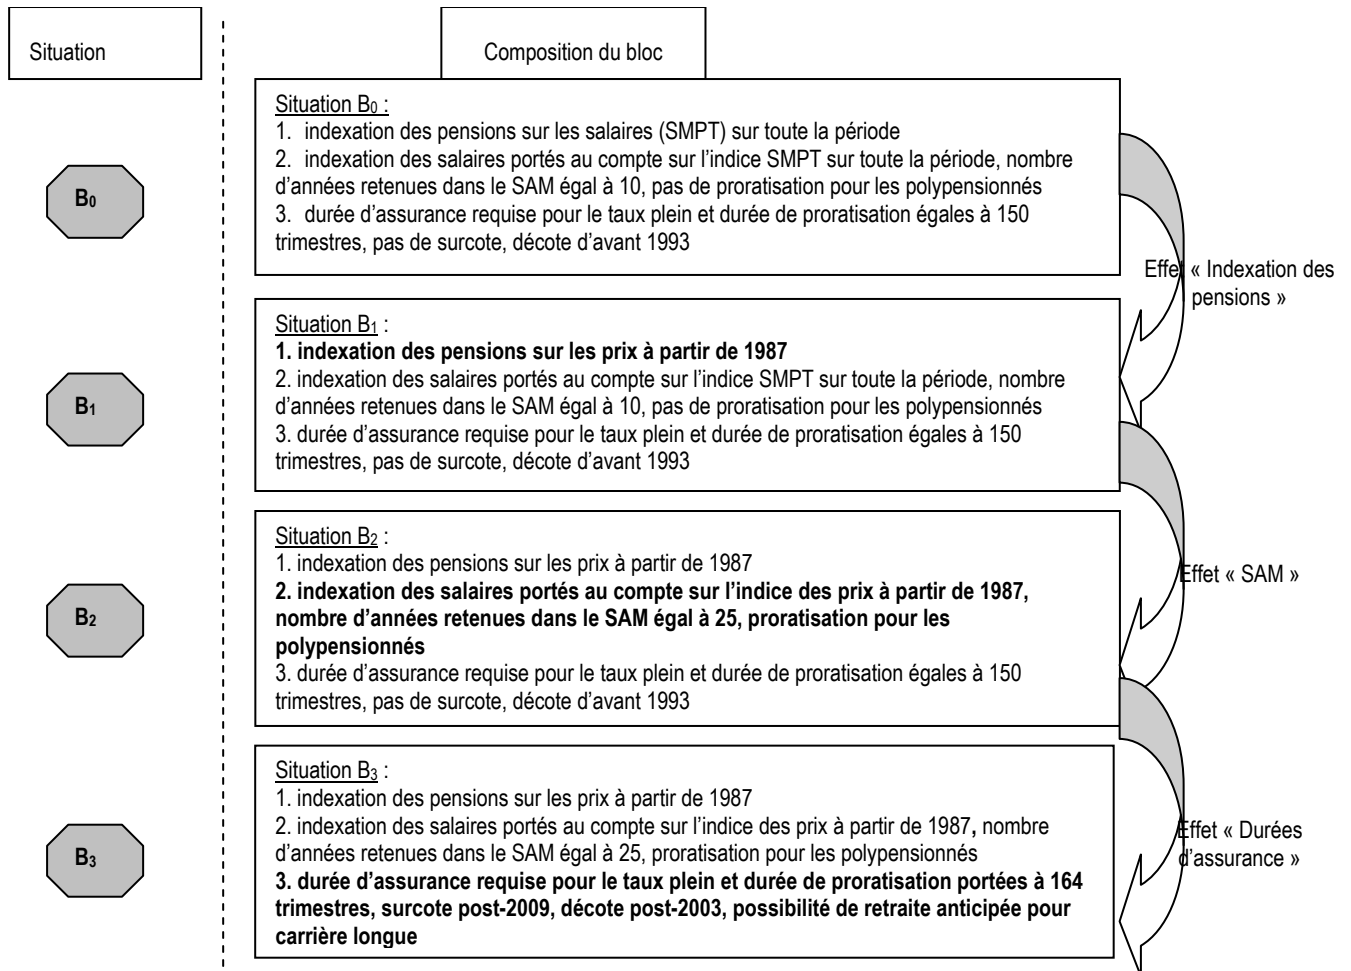 Situation
Composition du bloc
Situation B0 :
1. indexation des pensions sur les salaires (SMPT) sur toute la période
2. indexation des salaires portés au compte sur l’indice SMPT sur toute la période, nombre
d’années retenues dans le SAM égal à 10, pas de proratisation pour les polypensionnés
3. durée d’assurance requise pour le taux plein et durée de proratisation égales à 150
trimestres, pas de surcote, décote d’avant 1993
B0
Effet « Indexation des
pensions »
Situation B1 :
1. indexation des pensions sur les prix à partir de 1987
2. indexation des salaires portés au compte sur l’indice SMPT sur toute la période, nombre
d’années retenues dans le SAM égal à 10, pas de proratisation pour les polypensionnés
3. durée d’assurance requise pour le taux plein et durée de proratisation égales à 150
trimestres, pas de surcote, décote d’avant 1993
B1
Situation B2 :
1. indexation des pensions sur les prix à partir de 1987
2. indexation des salaires portés au compte sur l’indice des prix à partir de 1987,
nombre d’années retenues dans le SAM égal à 25, proratisation pour les
polypensionnés
3. durée d’assurance requise pour le taux plein et durée de proratisation égales à 150
trimestres, pas de surcote, décote d’avant 1993
B2
Effet « SAM »
Situation B3 :
1. indexation des pensions sur les prix à partir de 1987
2. indexation des salaires portés au compte sur l’indice des prix à partir de 1987, nombre
d’années retenues dans le SAM égal à 25, proratisation pour les polypensionnés
3. durée d’assurance requise pour le taux plein et durée de proratisation portées à 164
trimestres, surcote post-2009, décote post-2003, possibilité de retraite anticipée pour
carrière longue
B3
Effet « Durées
d’assurance »